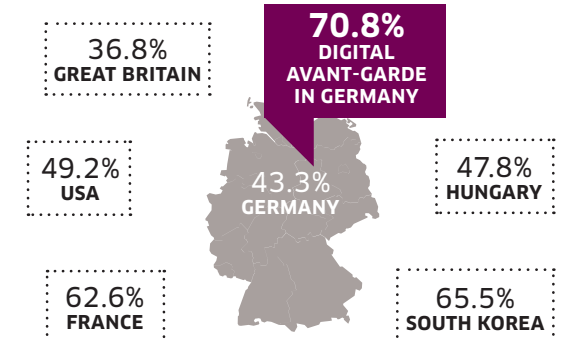 36.8%
GREAT BRITAIN
70.8%
DIGITAL
AVANT-GARDE
IN GERMANY
49.2%
USA
43.3%
GERMANY
47.8%
HUNGARY
62.6%
FRANCE
65.5%
SOUTH KOREA